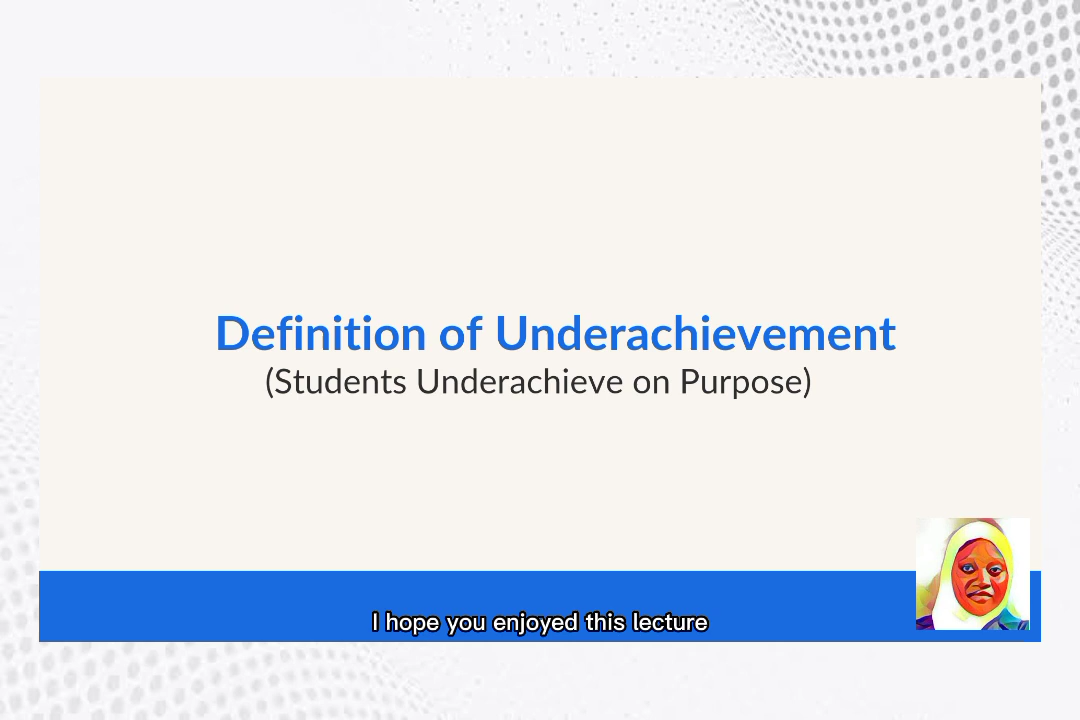 Definition of Underachievement
(Students Underachieve on Purpose)
I hope you enjoyed this lecture